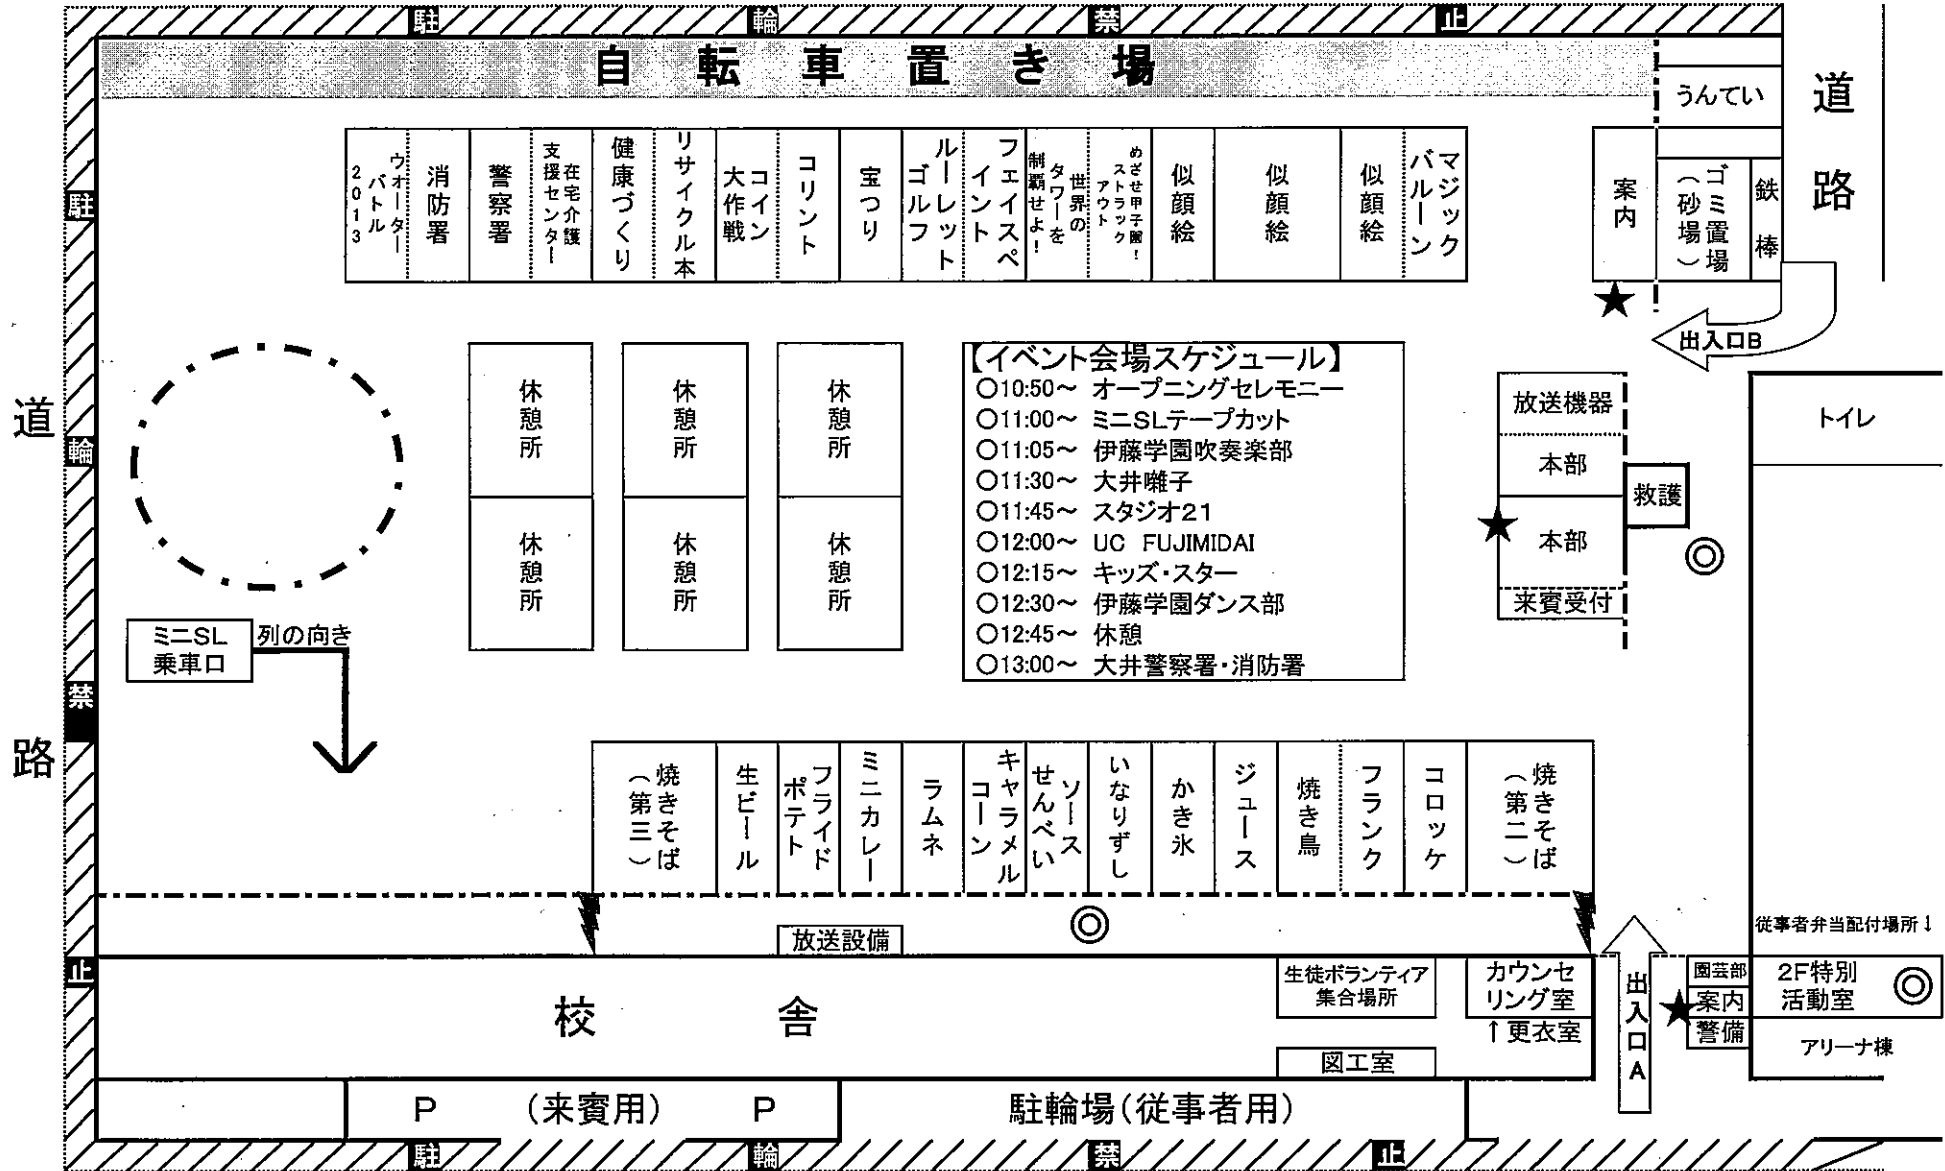 駐 輪 禁 止
自転車置き場
うんてい
道路
ウオーターバトル2013
消防署
警察署
在宅介護支援センター
健康づくり
リサイクル本
コイン大作戦
コリント
宝つり
ルーレットゴルフ
フェイスペイント
世界のタワーを制覇せよ！
めざせ甲子園！ストラックアウト
似顔絵
似顔絵
似顔絵
マジックバルーン
案内
ゴミ置場（砂場）
鉄棒
★
出入口B
駐 輪 禁 止
道路
休憩所
休憩所
休憩所
休憩所
休憩所
休憩所
【イベント会場スケジュール】
○10:50～ オープニングセレモニー
○11:00～ ミニSLテープカット
○11:05～ 伊藤学園吹奏楽部
○11:30～ 大井囃子
○11:45～ スタジオ21
○12:00～ UC FUJIMIDAI
○12:15～ キッズ・スター
○12:30～ 伊藤学園ダンス部
○12:45～ 休憩
○13:00～ 大井警察署・消防署
放送機器
本部
★
本部
来賓受付
救護
◎
トイレ
ミニSL
乗車口
列の向き
焼きそば（第三）
生ビール
フライドポテト
ミニカレー
ラムネ
キャラメルコーン
ソースせんべい
いなりずし
かき氷
ジュース
焼き鳥
フランク
コロッケ
焼きそば（第二）
放送設備
◎
従事者弁当配付場所↓
校舎
生徒ボランティア
集合場所
カウンセ
リング室
↑更衣室
図工室
出入口A
★
園芸部
案内
警備
2F特別
活動室
◎
アリーナ棟
P （来賓用） P
駐輪場（従事者用）
駐 輪 禁 止